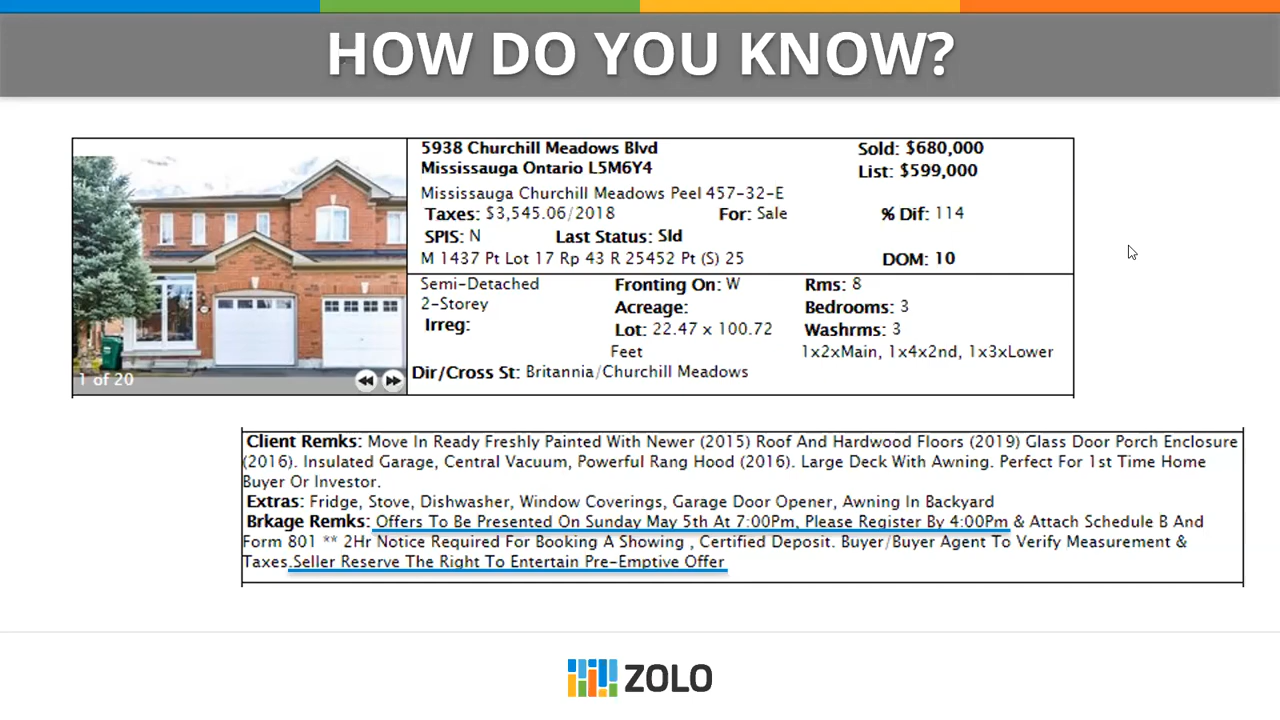 HOW DO YOU KNOW?
5938 Churchill Meadows Blvd
Sold: $680,000
Mississauga Ontario L5M6Y4
List: $599,000
Mississauga Churchill Meadows Peel 457-32-E
Taxes: $3,545.06/2018 For: Sale % Dif: 114
SPIS: N Last Status: Sld
M 1437 Pt Lot 17 Rp 43 R 25452 Pt (S) 25 DOM: 10
Semi-Detached Fronting On: W Rms: 8
2-Storey Acreage: Bedrooms: 3
Irreg: Lot: 22.47 x 100.72 Washrms: 3
Feet 1x2xMain, 1x4x2nd, 1x3xLower
Dir/Cross St: Britannia/Churchill Meadows
1 of 20
Client Remks: Move In Ready Freshly Painted With Newer (2015) Roof And Hardwood Floors (2019) Glass Door Porch Enclosure
(2016). Insulated Garage, Central Vacuum, Powerful Rang Hood (2016). Large Deck With Awning. Perfect For 1st Time Home
Buyer Or Investor.
Extras: Fridge, Stove, Dishwasher, Window Coverings, Garage Door Opener, Awning In Backyard
Brkage Remks: Offers To Be Presented On Sunday May 5th At 7:00Pm, Please Register By 4:00Pm & Attach Schedule B And
Form 801 ** 2Hr Notice Required For Booking A Showing , Certified Deposit. Buyer/Buyer Agent To Verify Measurement &
Taxes.Seller Reserve The Right To Entertain Pre-Emptive Offer
ZOLO